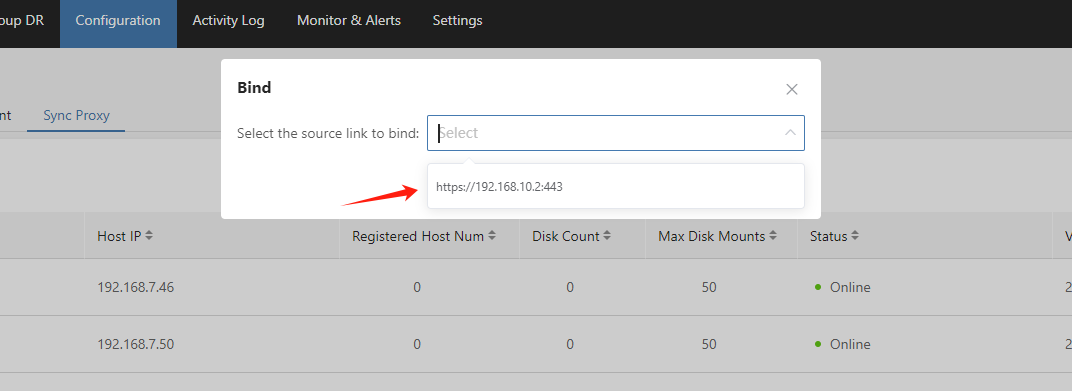 oup DR Configuration Activity Log Monitor & Alerts Settings
Bind
nt Sync Proxy
Select the source link to bind: Select
https://192.168.10.2:443
Host IP Registered Host Num Disk Count Max Disk Mounts Status V
192.168.7.46 0 0 50 Online 2
192.168.7.50 0 0 50 Online 2